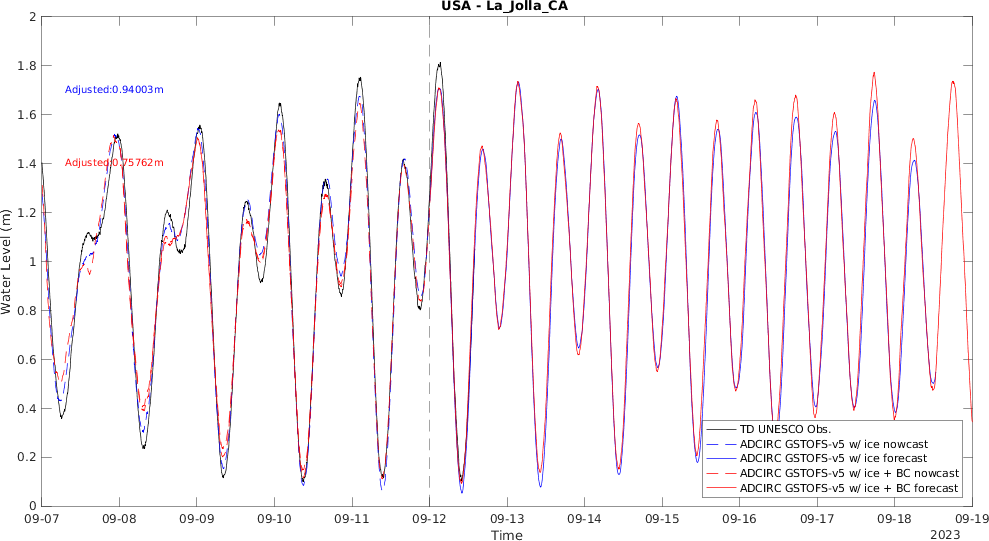 USA - La_Jolla_CA
2
1.8
1.6
1.4
1.2
1
0.8
0.6
0.4
0.2
0
Water Level (m)
Adjusted:0.94003m
Adjusted:0.75762m
TD UNESCO Obs.
ADCIRC GSTOFS-v5 w/ ice nowcast
ADCIRC GSTOFS-v5 w/ ice forecast
ADCIRC GSTOFS-v5 w/ ice + BC nowcast
ADCIRC GSTOFS-v5 w/ ice + BC forecast
09-07 09-08 09-09 09-10 09-11 09-12 09-13 09-14 09-15 09-16 09-17 09-18 09-19
Time
2023